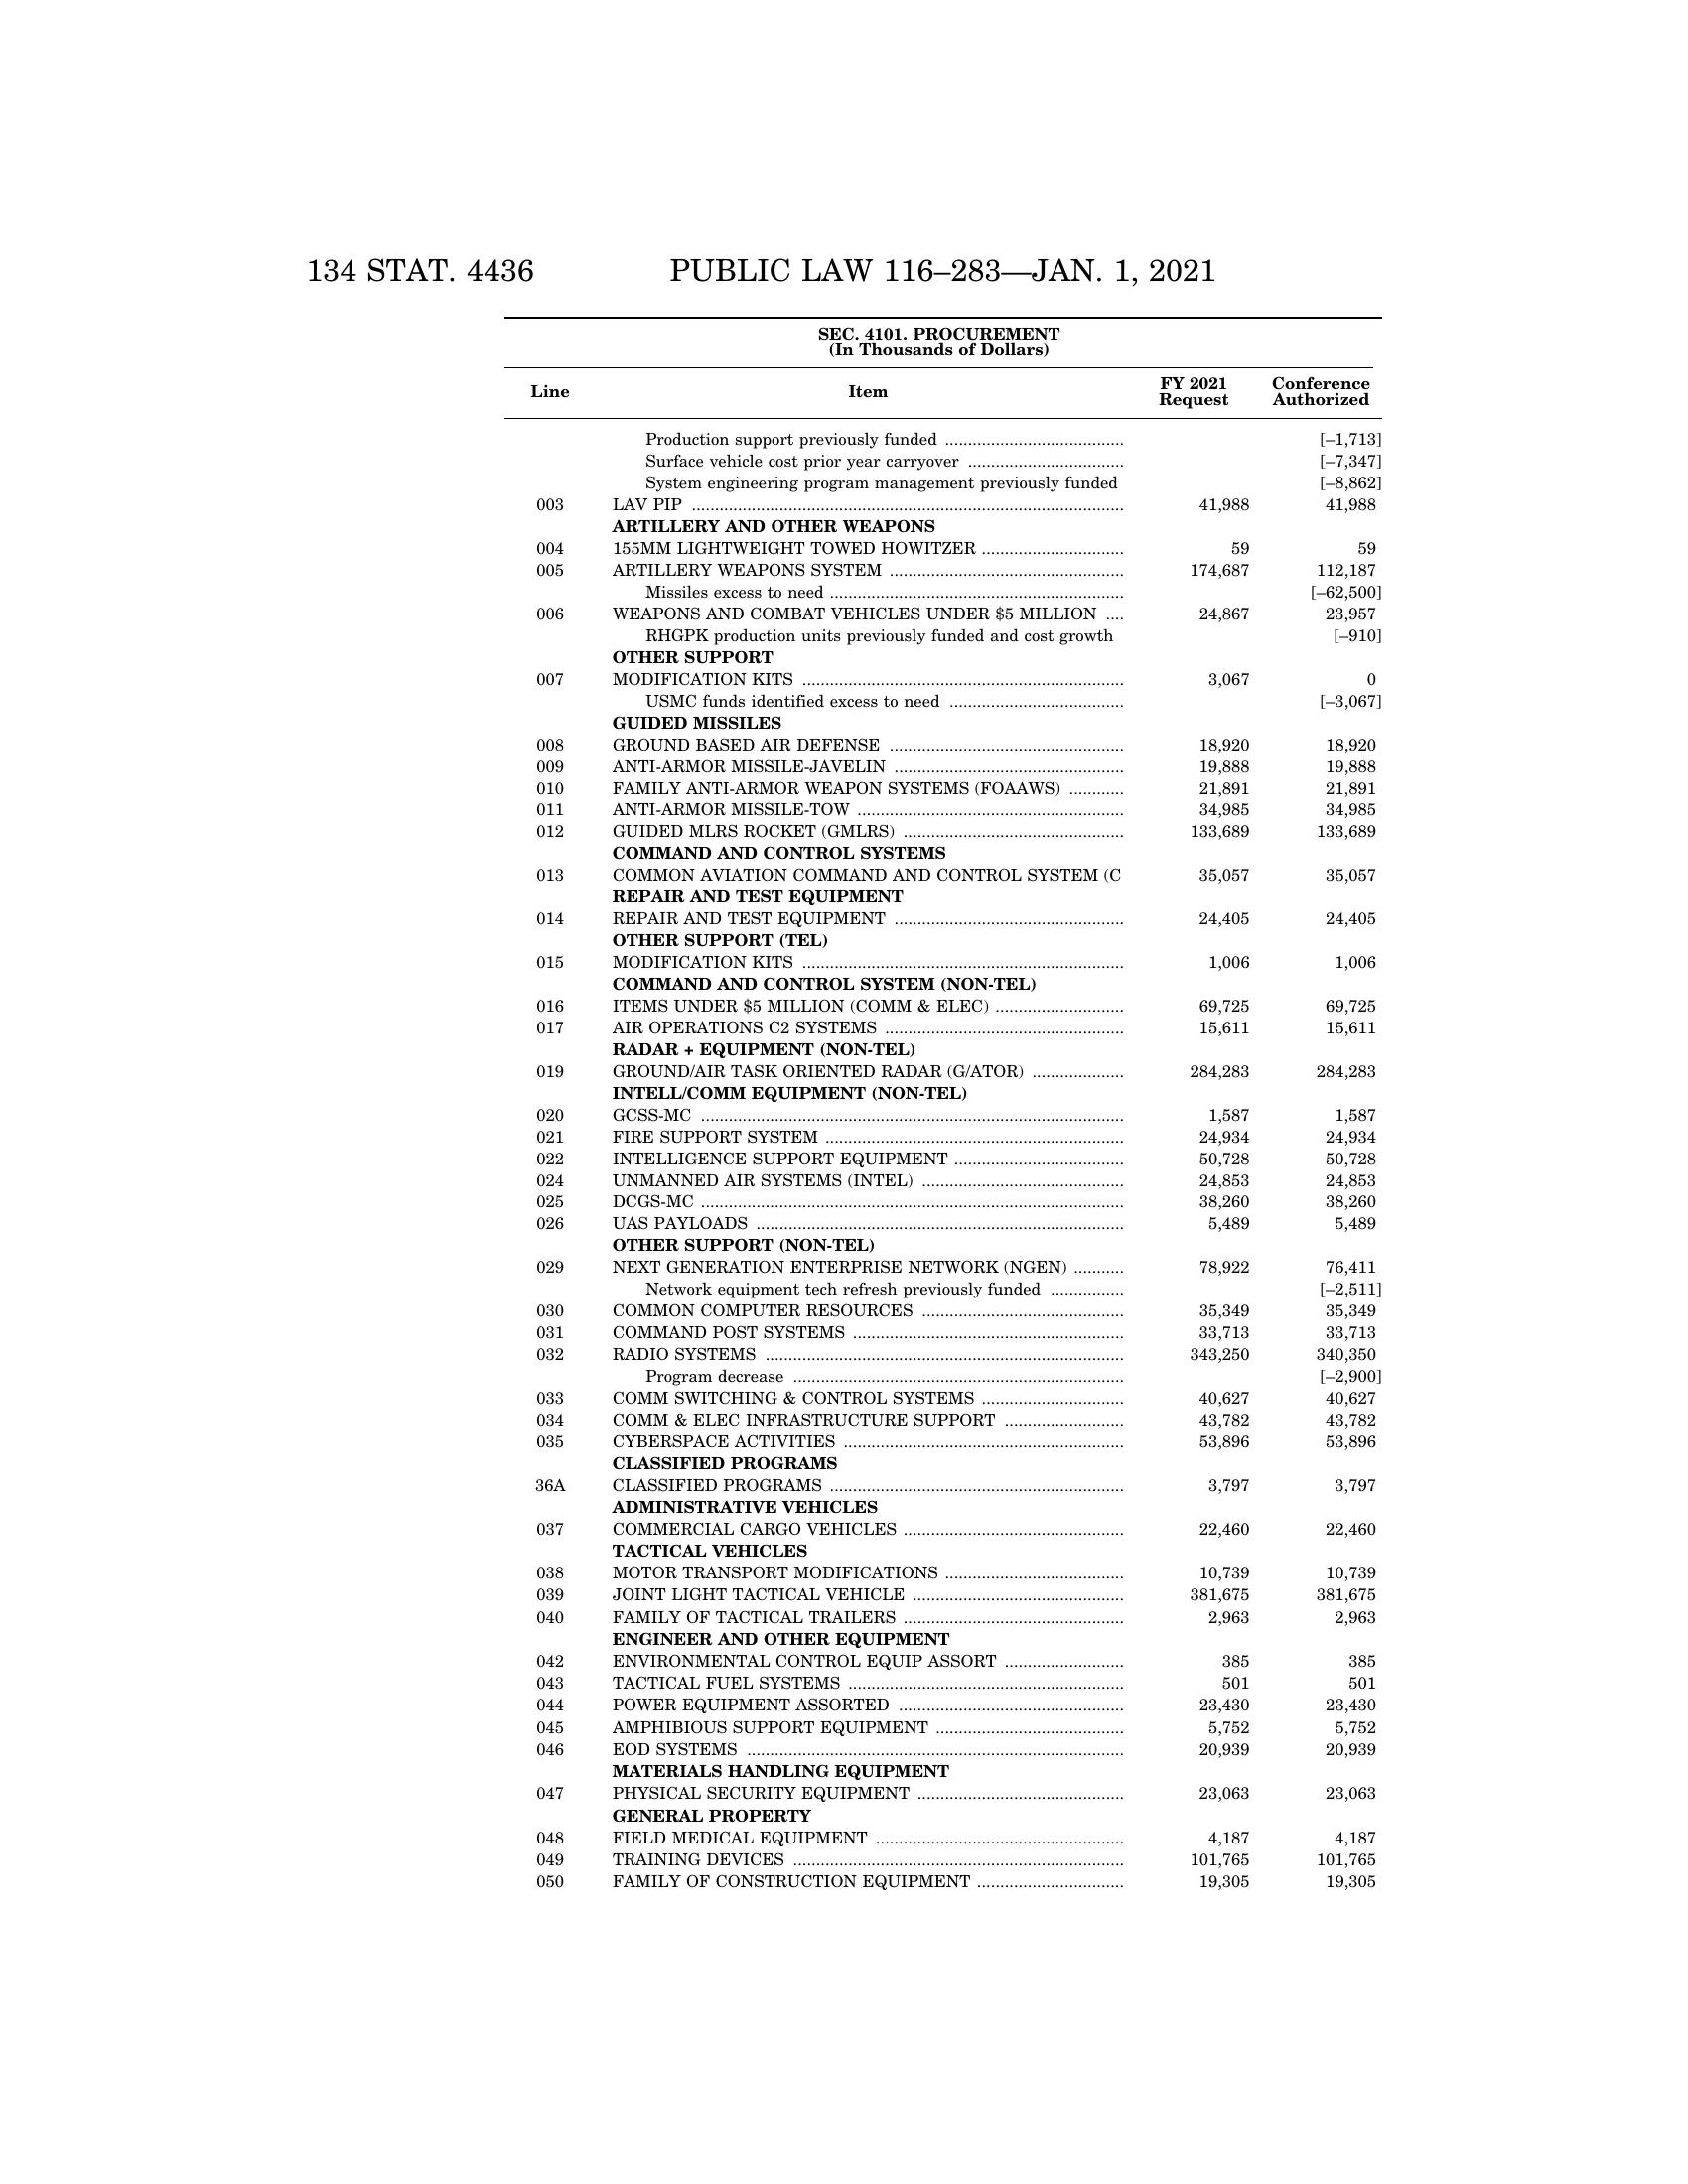 134 STAT. 4436 PUBLIC LAW 116–283—JAN. 1, 2021
SEC. 4101. PROCUREMENT
(In Thousands of Dollars)
Line Item FY 2021 Request Conference Authorized
Production support previously funded ....................................... [–1,713]
Surface vehicle cost prior year carryover .................................. [–7,347]
System engineering program management previously funded [–8,862]
003 LAV PIP .............................................................................................. 41,988 41,988
ARTILLERY AND OTHER WEAPONS
004 155MM LIGHTWEIGHT TOWED HOWITZER ............................... 59 59
005 ARTILLERY WEAPONS SYSTEM ................................................... 174,687 112,187
Missiles excess to need ................................................................ [–62,500]
006 WEAPONS AND COMBAT VEHICLES UNDER $5 MILLION .... 24,867 23,957
RHGPK production units previously funded and cost growth [–910]
OTHER SUPPORT
007 MODIFICATION KITS ...................................................................... 3,067 0
USMC funds identified excess to need ...................................... [–3,067]
GUIDED MISSILES
008 GROUND BASED AIR DEFENSE ................................................... 18,920 18,920
009 ANTI-ARMOR MISSILE-JAVELIN .................................................. 19,888 19,888
010 FAMILY ANTI-ARMOR WEAPON SYSTEMS (FOAAWS) ............ 21,891 21,891
011 ANTI-ARMOR MISSILE-TOW .......................................................... 34,985 34,985
012 GUIDED MLRS ROCKET (GMLRS) ................................................ 133,689 133,689
COMMAND AND CONTROL SYSTEMS
013 COMMON AVIATION COMMAND AND CONTROL SYSTEM (C 35,057 35,057
REPAIR AND TEST EQUIPMENT
014 REPAIR AND TEST EQUIPMENT .................................................. 24,405 24,405
OTHER SUPPORT (TEL)
015 MODIFICATION KITS ...................................................................... 1,006 1,006
COMMAND AND CONTROL SYSTEM (NON-TEL)
016 ITEMS UNDER $5 MILLION (COMM & ELEC) ............................ 69,725 69,725
017 AIR OPERATIONS C2 SYSTEMS .................................................... 15,611 15,611
RADAR + EQUIPMENT (NON-TEL)
019 GROUND/AIR TASK ORIENTED RADAR (G/ATOR) .................... 284,283 284,283
INTELL/COMM EQUIPMENT (NON-TEL)
020 GCSS-MC ............................................................................................ 1,587 1,587
021 FIRE SUPPORT SYSTEM ................................................................. 24,934 24,934
022 INTELLIGENCE SUPPORT EQUIPMENT ..................................... 50,728 50,728
024 UNMANNED AIR SYSTEMS (INTEL) ............................................ 24,853 24,853
025 DCGS-MC ............................................................................................ 38,260 38,260
026 UAS PAYLOADS ................................................................................ 5,489 5,489
OTHER SUPPORT (NON-TEL)
029 NEXT GENERATION ENTERPRISE NETWORK (NGEN) ........... 78,922 76,411
Network equipment tech refresh previously funded ................ [–2,511]
030 COMMON COMPUTER RESOURCES ............................................ 35,349 35,349
031 COMMAND POST SYSTEMS ........................................................... 33,713 33,713
032 RADIO SYSTEMS .............................................................................. 343,250 340,350
Program decrease ........................................................................ [–2,900]
033 COMM SWITCHING & CONTROL SYSTEMS ............................... 40,627 40,627
034 COMM & ELEC INFRASTRUCTURE SUPPORT .......................... 43,782 43,782
035 CYBERSPACE ACTIVITIES ............................................................. 53,896 53,896
CLASSIFIED PROGRAMS
36A CLASSIFIED PROGRAMS ................................................................ 3,797 3,797
ADMINISTRATIVE VEHICLES
037 COMMERCIAL CARGO VEHICLES ................................................ 22,460 22,460
TACTICAL VEHICLES
038 MOTOR TRANSPORT MODIFICATIONS ....................................... 10,739 10,739
039 JOINT LIGHT TACTICAL VEHICLE .............................................. 381,675 381,675
040 FAMILY OF TACTICAL TRAILERS ................................................ 2,963 2,963
ENGINEER AND OTHER EQUIPMENT
042 ENVIRONMENTAL CONTROL EQUIP ASSORT .......................... 385 385
043 TACTICAL FUEL SYSTEMS ............................................................ 501 501
044 POWER EQUIPMENT ASSORTED ................................................. 23,430 23,430
045 AMPHIBIOUS SUPPORT EQUIPMENT ......................................... 5,752 5,752
046 EOD SYSTEMS .................................................................................. 20,939 20,939
MATERIALS HANDLING EQUIPMENT
047 PHYSICAL SECURITY EQUIPMENT ............................................. 23,063 23,063
GENERAL PROPERTY
048 FIELD MEDICAL EQUIPMENT ...................................................... 4,187 4,187
049 TRAINING DEVICES ........................................................................ 101,765 101,765
050 FAMILY OF CONSTRUCTION EQUIPMENT ................................ 19,305 19,305